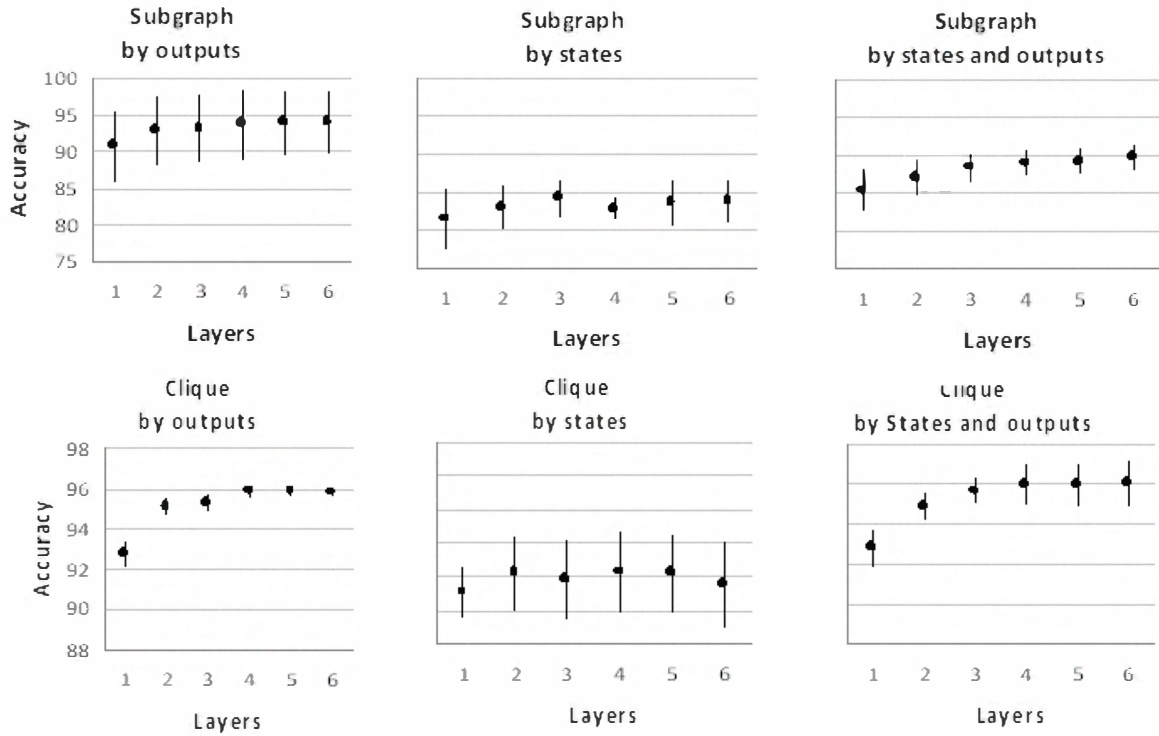 Subgraph
by outputs
Subgraph
by states
Subgraph
by states and outputs
100
95
90
85
80
75
Accuracy
1 2 3 4 5 6
Layers
1 2 3 4 5 6
Layers
1 2 3 4 5 6
Layers
Clique
by outputs
Clique
by states
Clique
by States and outputs
98
96
94
92
90
88
Accuracy
1 2 3 4 5 6
Layers
1 2 3 4 5 6
Layers
1 2 3 4 5 6
Layers